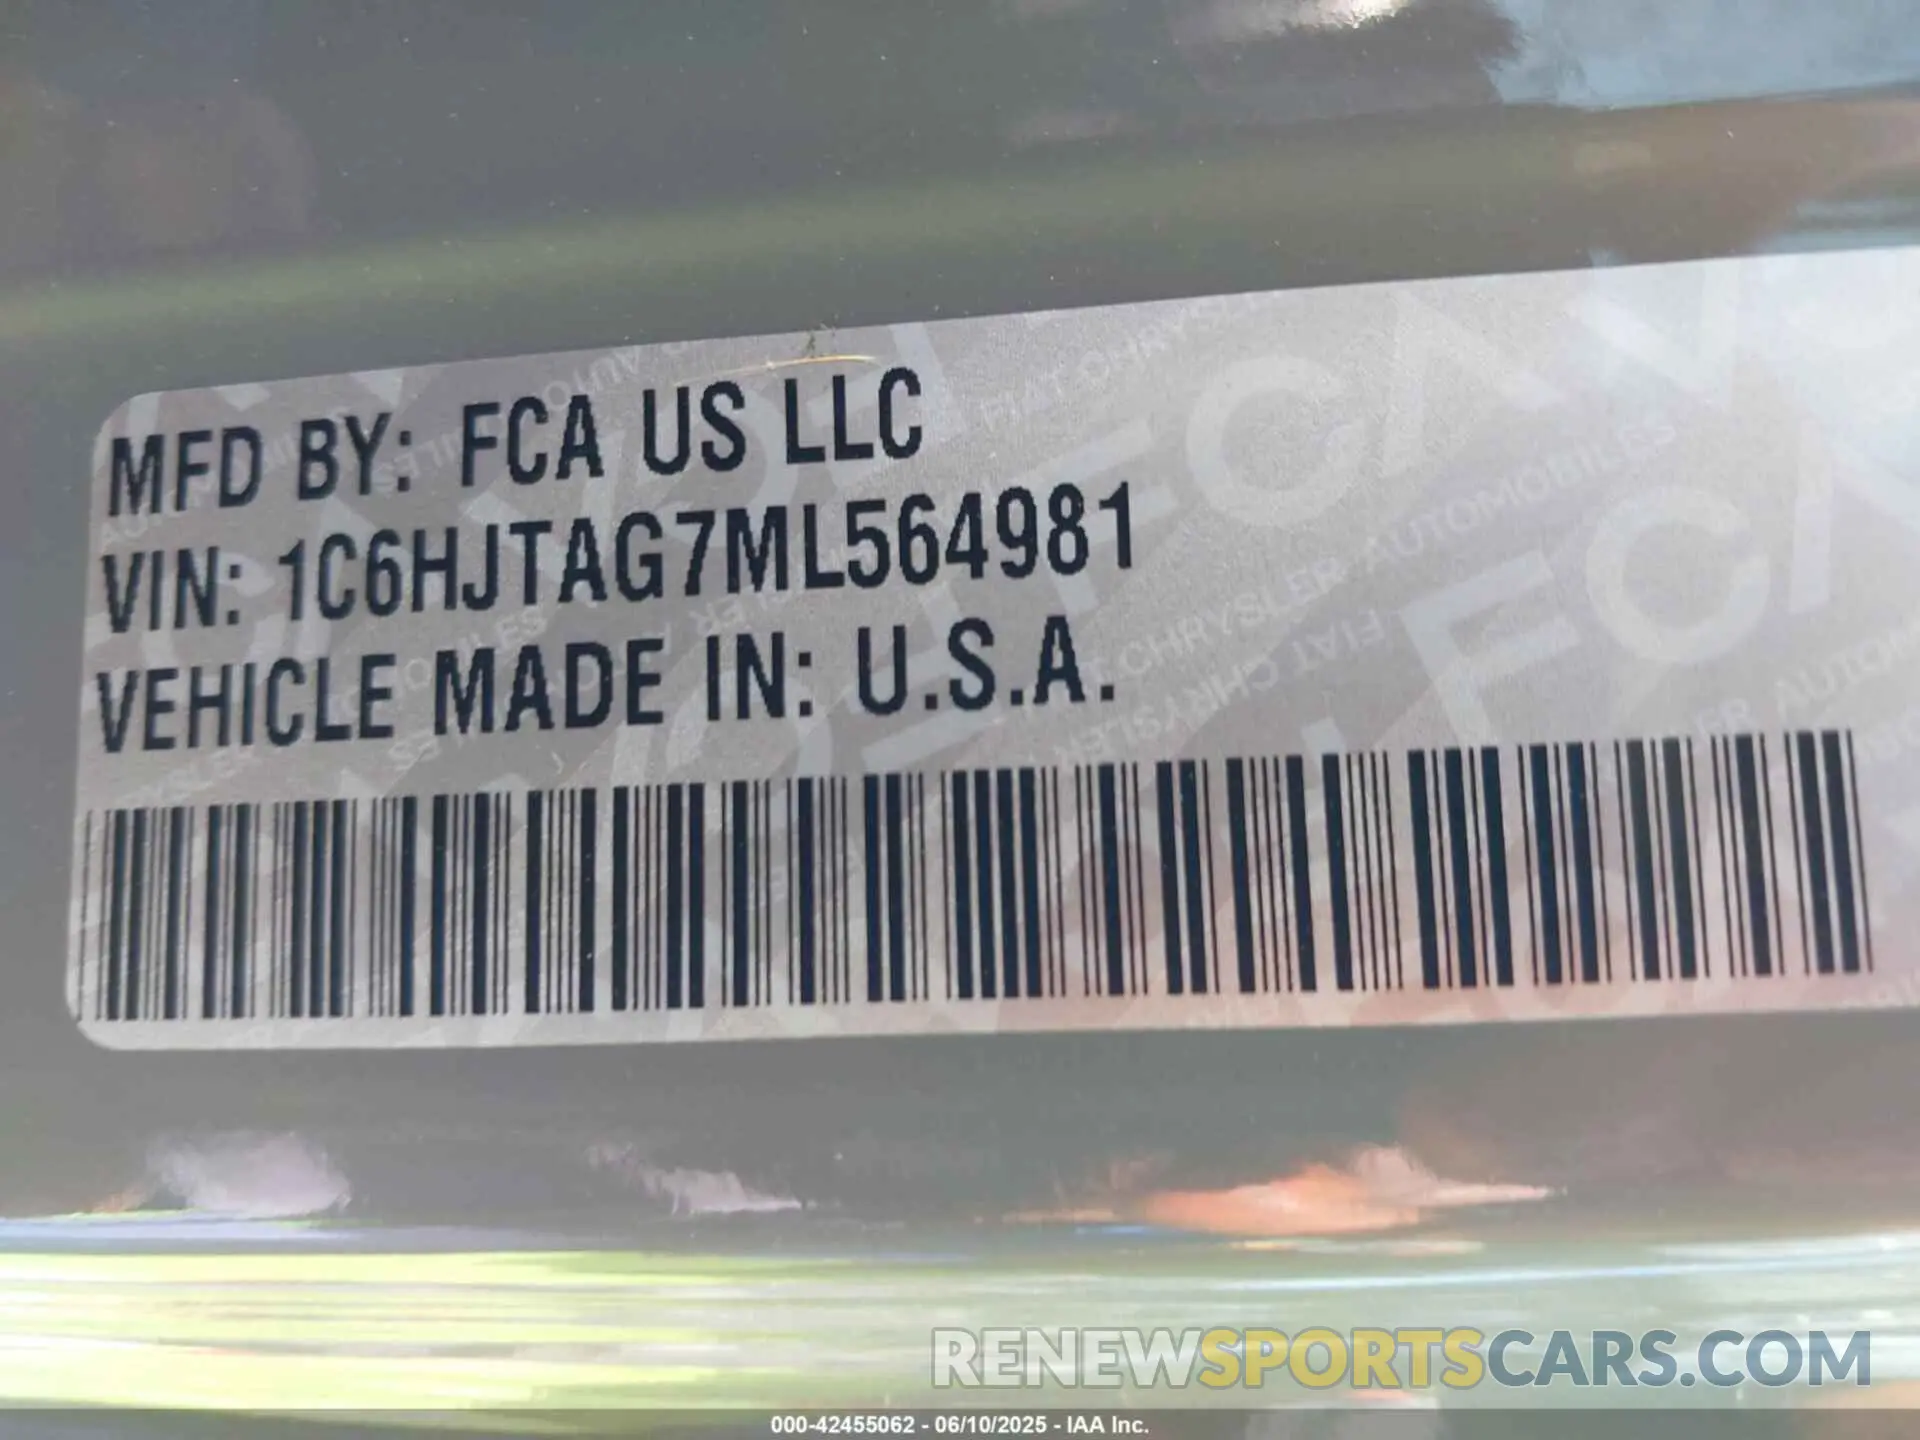 MFD BY: FCA US LLC
VIN: 1C6HJTAG7ML564981
VEHICLE MADE IN: U.S.A.
RENEWSPORTSCARS.COM
000-42455062 - 06/10/2025 - IAA Inc.